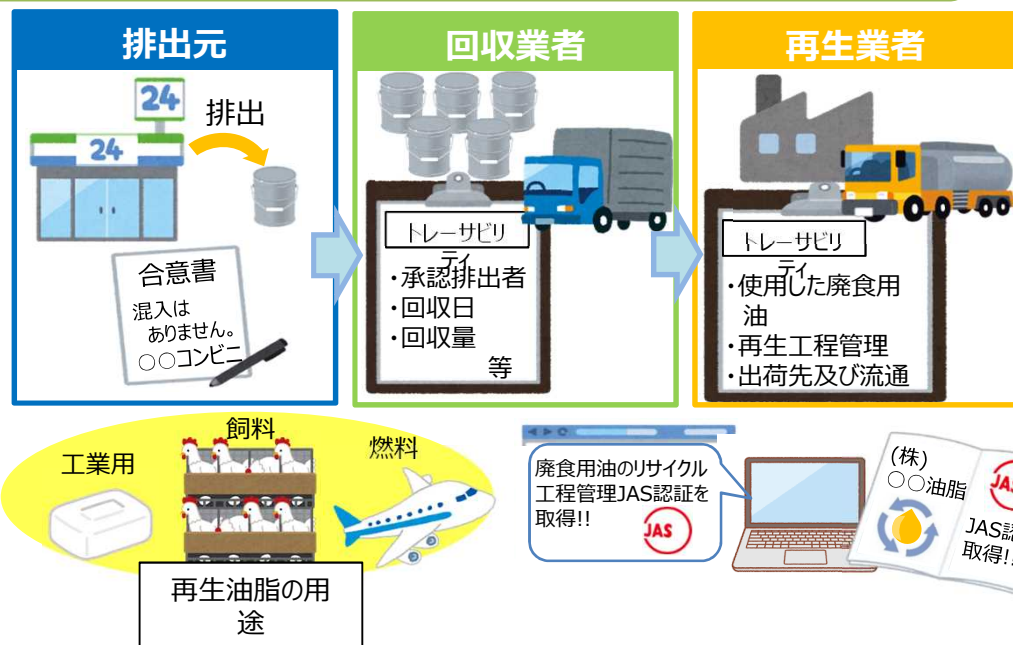 排出元
24
24
排出
合意書
混入は
ありません。
○○コンビニ
回収業者
トレーサビリ
ティ
・承認排出者
・回収日
・回収量
等
再生業者
トレーサビリ
ティ
・使用した廃食用
油
・再生工程管理
・出荷先及び流通
工業用
飼料
燃料
再生油脂の用
途
廃食用油のリサイクル
工程管理JAS認証を
取得!!
JAS
(株)
○○油脂
JAS
JAS認
取得!!